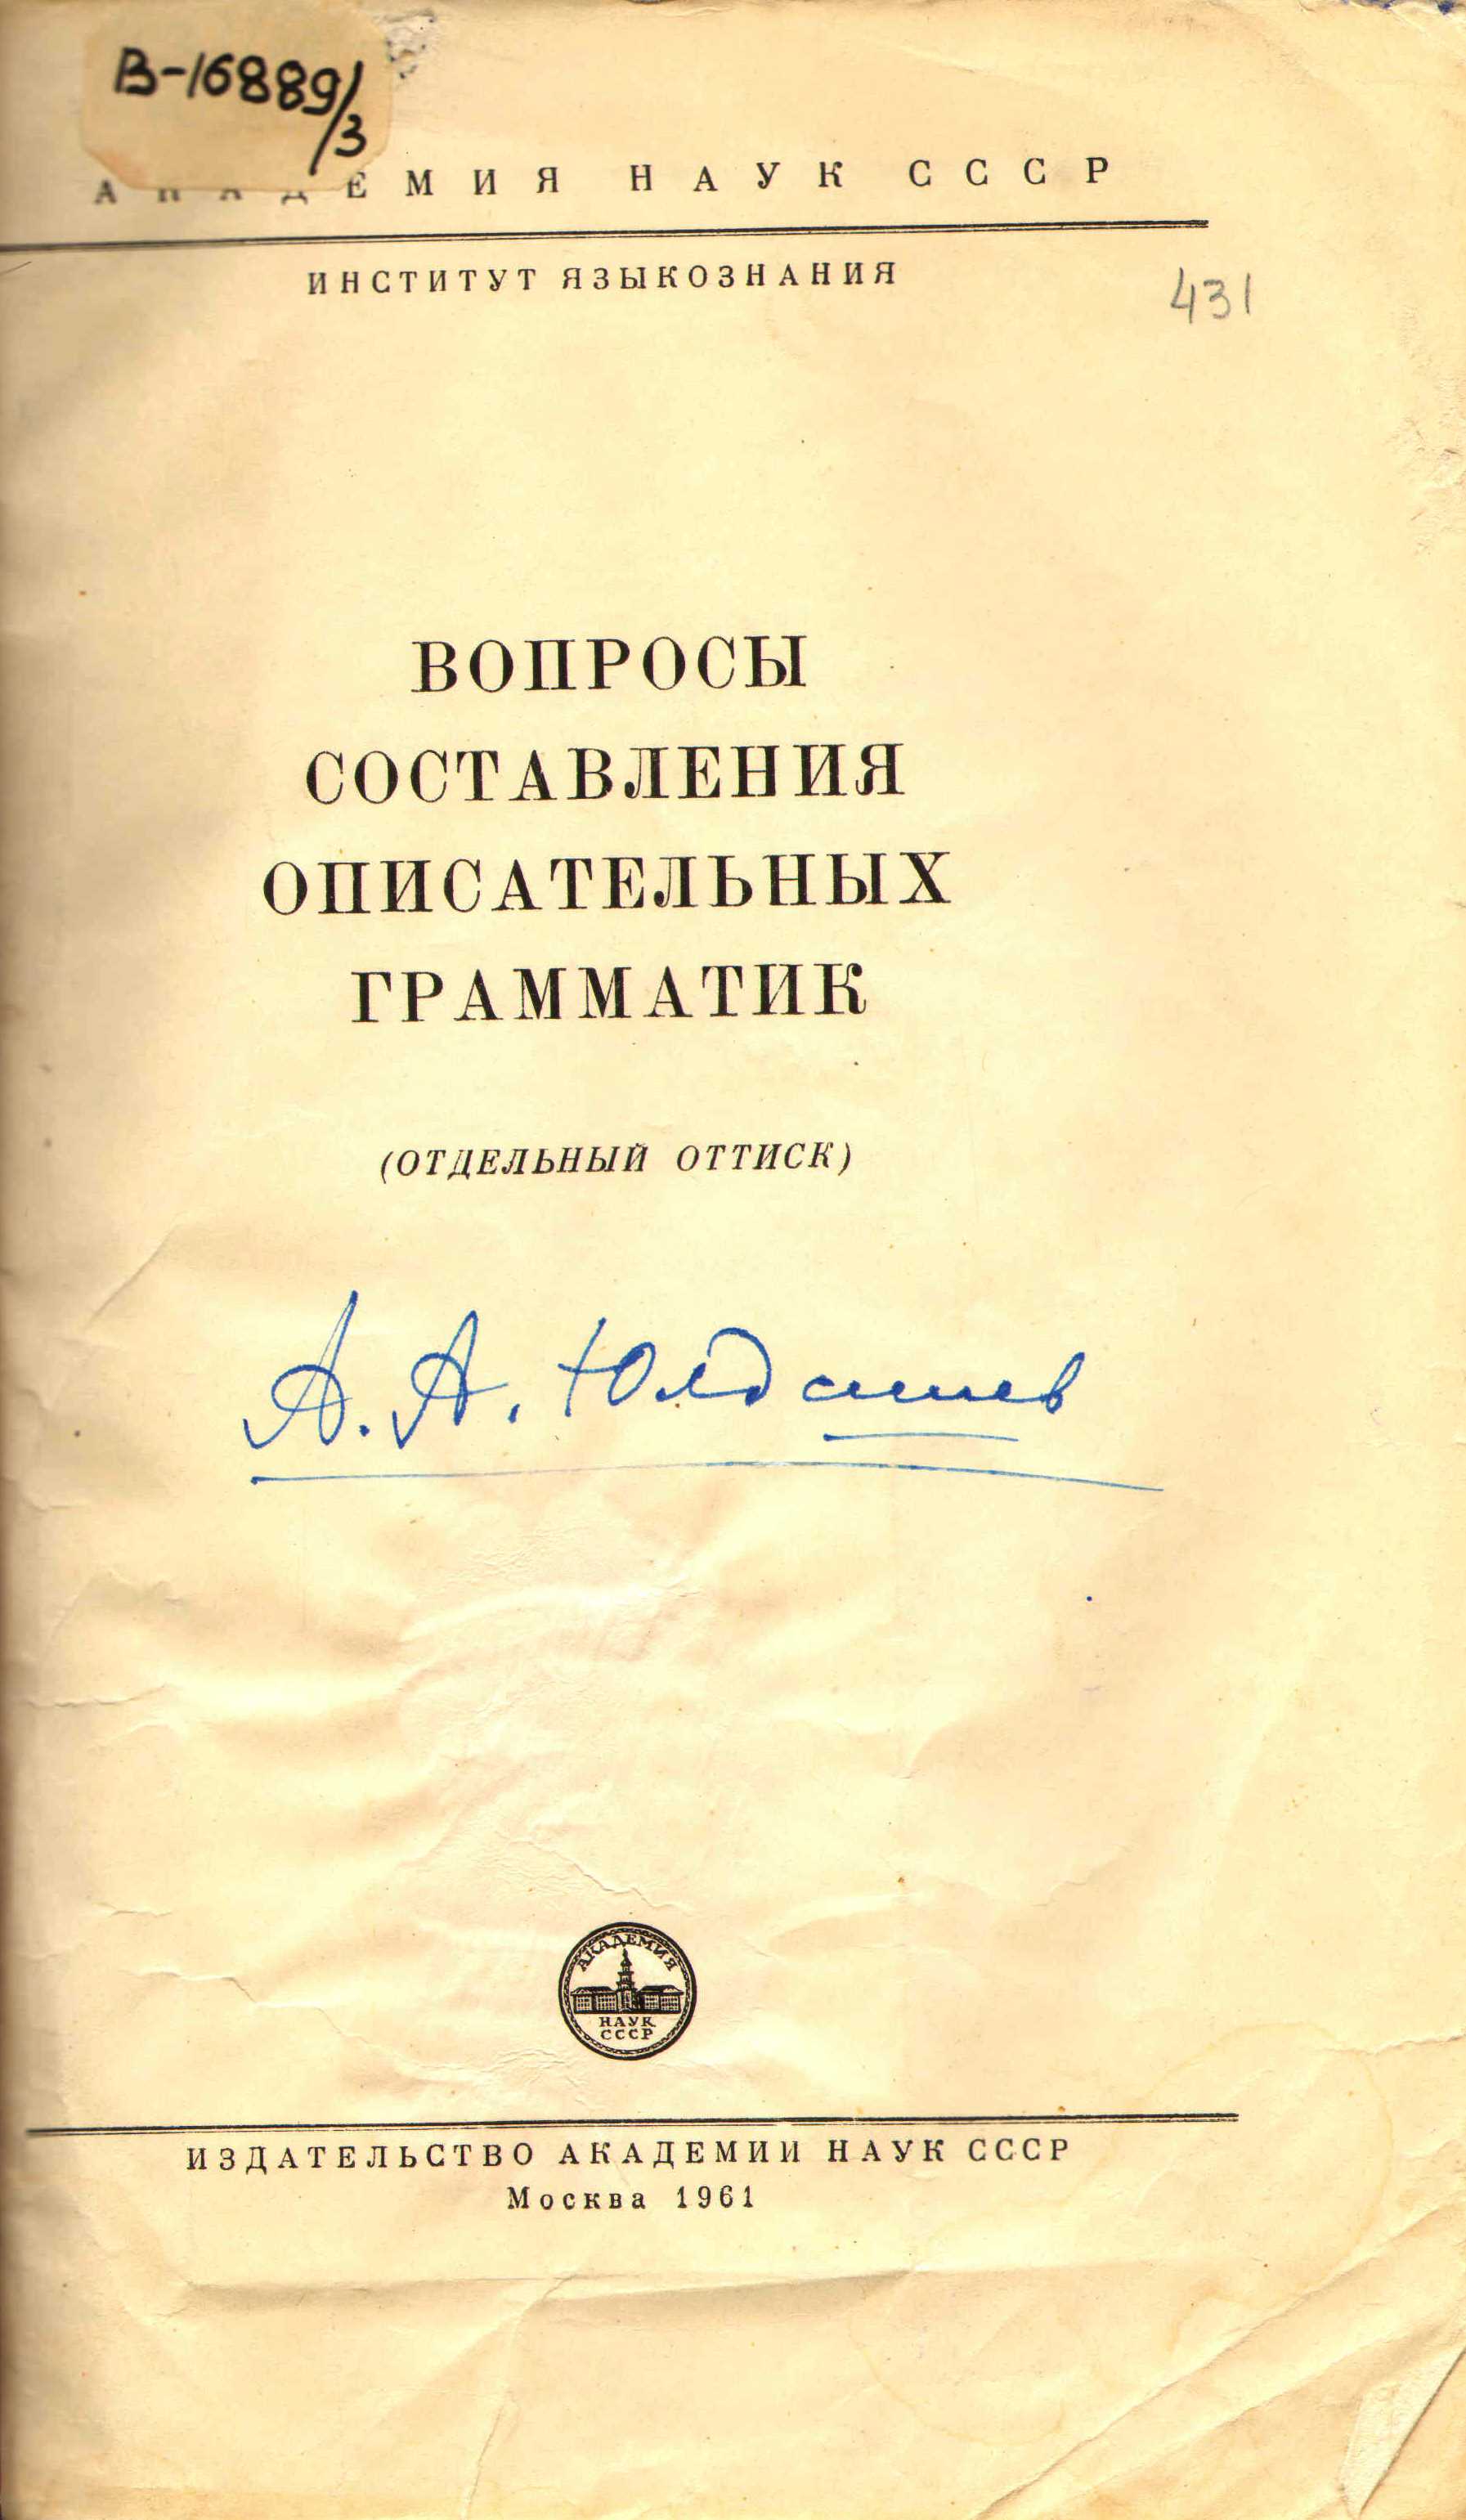 В-16889/3
АКАДЕМИЯ НАУК СССР
ИНСТИТУТ ЯЗЫКОЗНАНИЯ
431
ВОПРОСЫ
СОСТАВЛЕНИЯ
ОПИСАТЕЛЬНЫХ
ГРАММАТИК
(ОТДЕЛЬНЫЙ ОТТИСК)
А. А. Юлдашев
АКАДЕМИЯ
НАУК
СССР
ИЗДАТЕЛЬСТВО АКАДЕМИИ НАУК СССР
Москва 1961